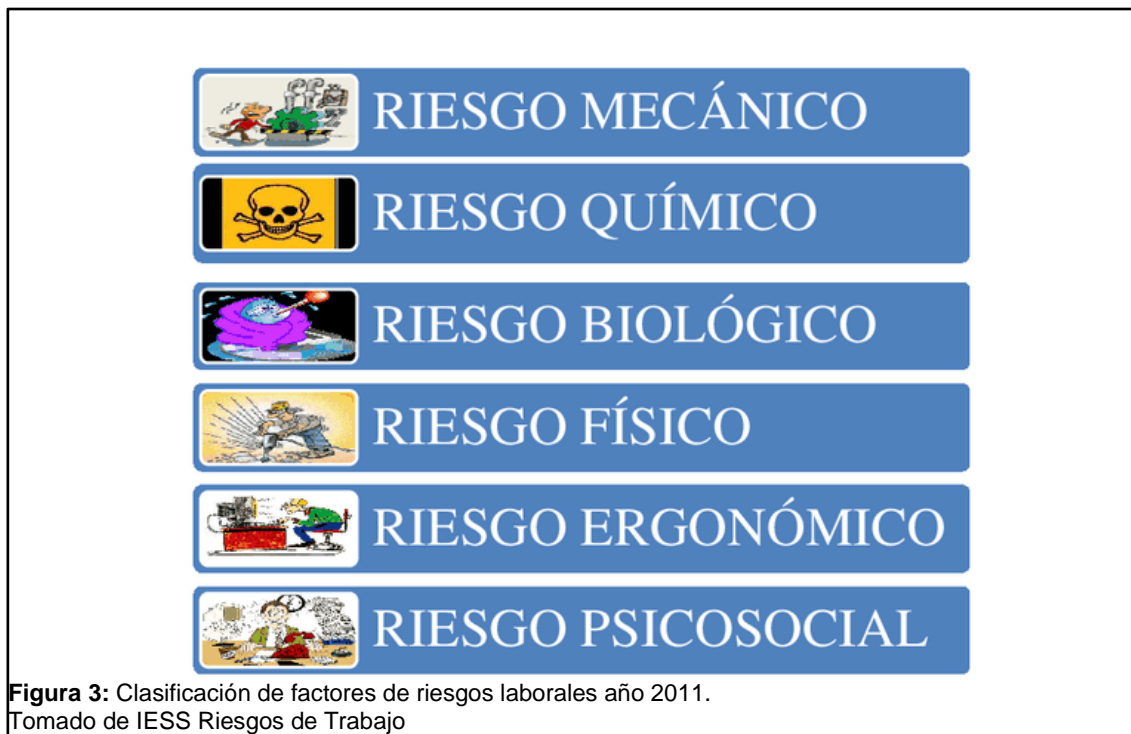 RIESGO MECÁNICO
RIESGO QUÍMICO
RIESGO BIOLÓGICO
RIESGO FÍSICO
RIESGO ERGONÓMICO
RIESGO PSICOSOCIAL
Figura 3: Clasificación de factores de riesgos laborales año 2011.
Tomado de IESS Riesgos de Trabajo